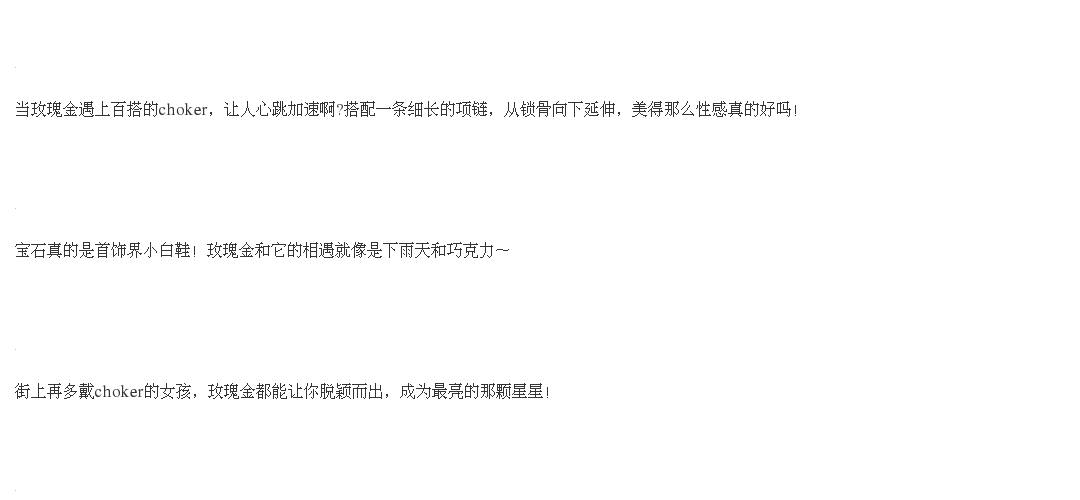 当玫瑰金遇上百搭的choker，让人心跳加速啊?搭配一条细长的项链，从锁骨向下延伸，美得那么性感真的好吗！
宝石真的是首饰界小白鞋！玫瑰金和它的相遇就像是下雨天和巧克力～
街上再多戴choker的女孩，玫瑰金都能让你脱颖而出，成为最亮的那颗星星！